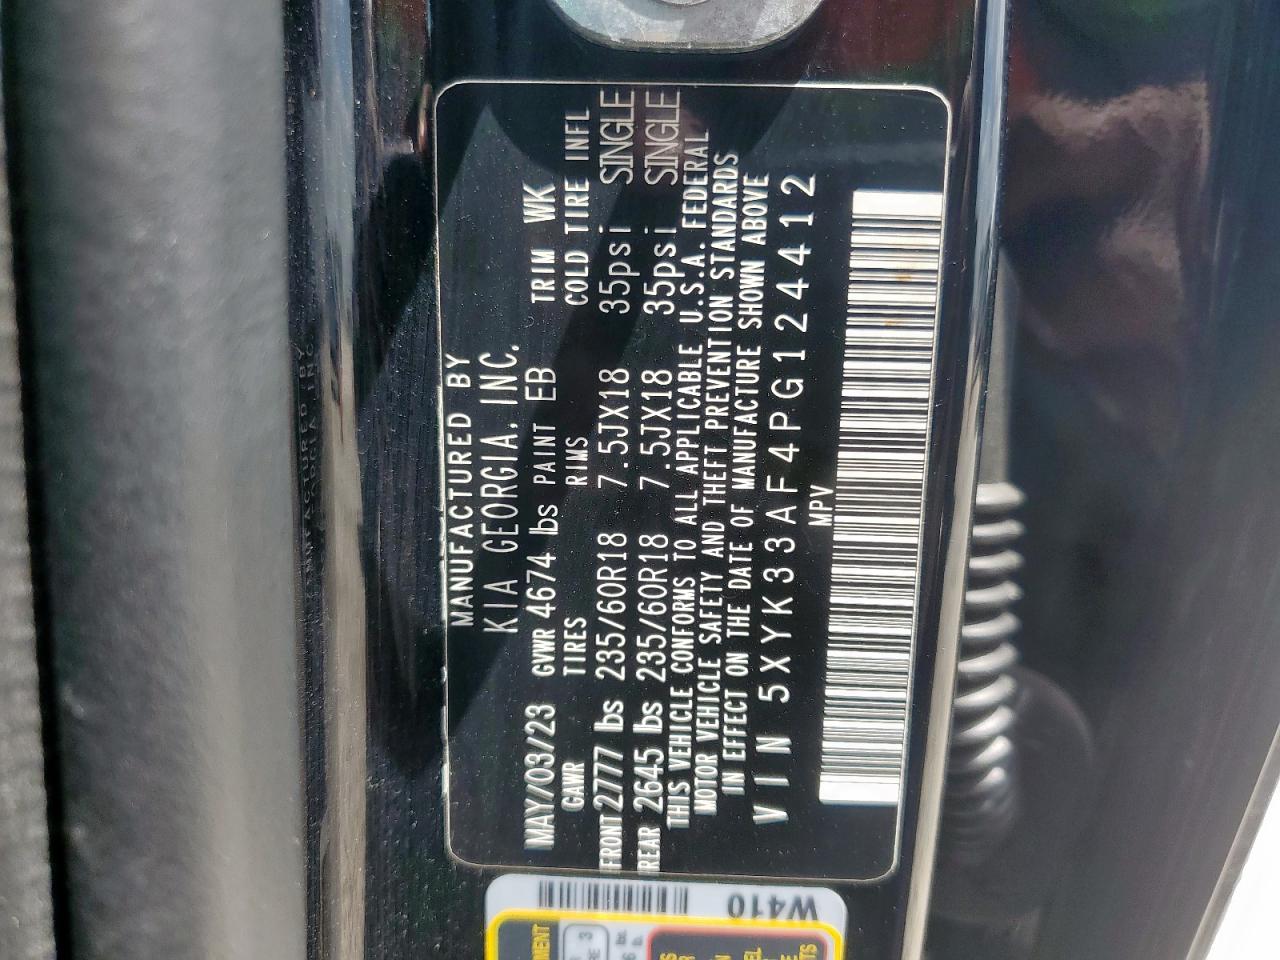 MANUFACTURED BY
KIA GEORGIA, INC.
MAY/03/23 GVWR 4674 lbs PAINT EB TRIM WK
GAWR TIRES RIMS COLD TIRE INFL
FRONT 2777 lbs 235/60R18 7.5JX18 35psi SINGLE
REAR 2645 lbs 235/60R18 7.5JX18 35psi SINGLE
THIS VEHICLE CONFORMS TO ALL APPLICABLE U.S.A. FEDERAL
MOTOR VEHICLE SAFETY AND THEFT PREVENTION STANDARDS
IN EFFECT ON THE DATE OF MANUFACTURE SHOWN ABOVE
VIN 5XYK33AF4PG124412
MPV
W410